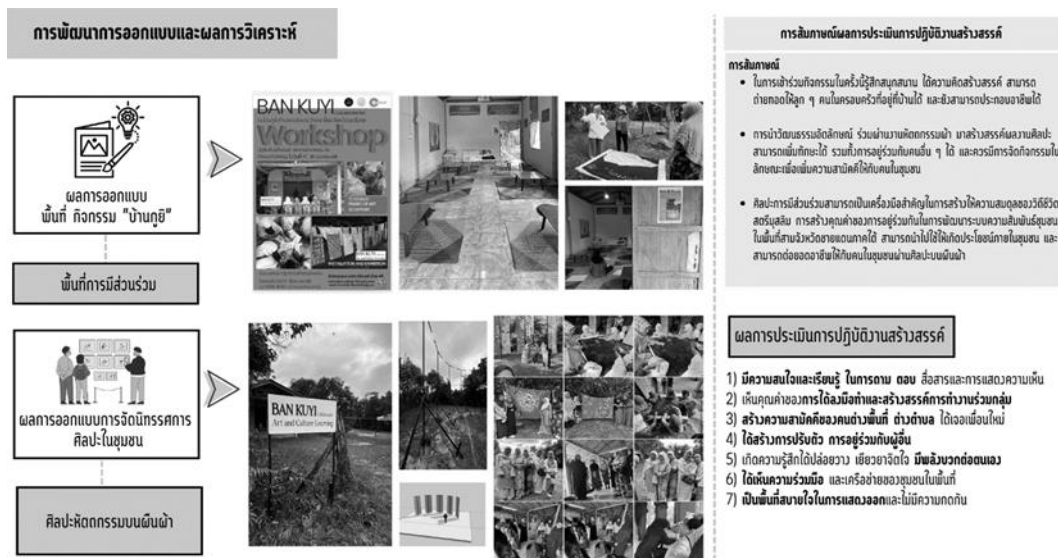 การพัฒนาการออกแบบและผลการวิเคราะห์
ผลการออกแบบ
พื้นที่ กิจกรรม "บ้านกูยิ"
พื้นที่การมีส่วนร่วม
ผลการออกแบบการจัดนิทรรศการ
ศิลปะในชุมชน
ศิลปะหัตถกรรมบนผืนผ้า
BAN KUYI
Workshop
BAN KUYI
Art and Culture Learning
การสัมภาษณ์ผลการประเมินการปฏิบัติงานสร้างสรรค์
การสัมภาษณ์
• ในการเข้าร่วมกิจกรรมในครั้งนี้รู้สึกสนุกสนาน ได้ความคิดสร้างสรรค์ สามารถ
ถ่ายทอดให้ลูก ๆ คนในครอบครัวที่อยู่ที่บ้านได้ และยังสามารถประกอบอาชีพได้
• การนำวัฒนธรรมอัตลักษณ์ ร่วมผ่านงานหัตถกรรมผ้า มาสร้างสรรค์ผลงานศิลปะ
สามารถเพิ่มทักษะได้ รวมทั้งการอยู่ร่วมกับคนอื่น ๆ ได้ และควรมีการจัดกิจกรรมใน
ลักษณะเพื่อเพิ่มความสามัคคีให้กับคนในชุมชน
• ศิลปะการมีส่วนร่วมสามารถเป็นเครื่องมือสำคัญในการสร้างให้ความสมดุลของวิถีชีวิต
สตรีมุสลิม การสร้างคุณค่าของการอยู่ร่วมกันในการพัฒนาระบบความสัมพันธ์ชุมชน
ในพื้นที่สามจังหวัดชายแดนภาคใต้ สามารถนำไปใช้ให้เกิดประโยชน์ภายในชุมชน และ
สามารถต่อยอดอาชีพให้กับคนในชุมชนผ่านศิลปะบนผืนผ้า
ผลการประเมินการปฏิบัติงานสร้างสรรค์
1) มีความสนใจและเรียนรู้ ในการถาม ตอบ สื่อสารและการแสดงความเห็น
2) เห็นคุณค่าของการได้ลงมือทำและสร้างสรรค์การทำงานร่วมกลุ่ม
3) สร้างความสามัคคีของคนต่างพื้นที่ ต่างตำบล ได้เจอเพื่อนใหม่
4) ได้สร้างการปรับตัว การอยู่ร่วมกับผู้อื่น
5) เกิดความรู้สึกได้ปล่อยวาง เยียวยาจิตใจ มีพลังบวกต่อตนเอง
6) ได้เห็นความร่วมมือ และเครือข่ายของชุมชนในพื้นที่
7) เป็นพื้นที่สบายใจในการแสดงออกและไม่มีความกดดัน